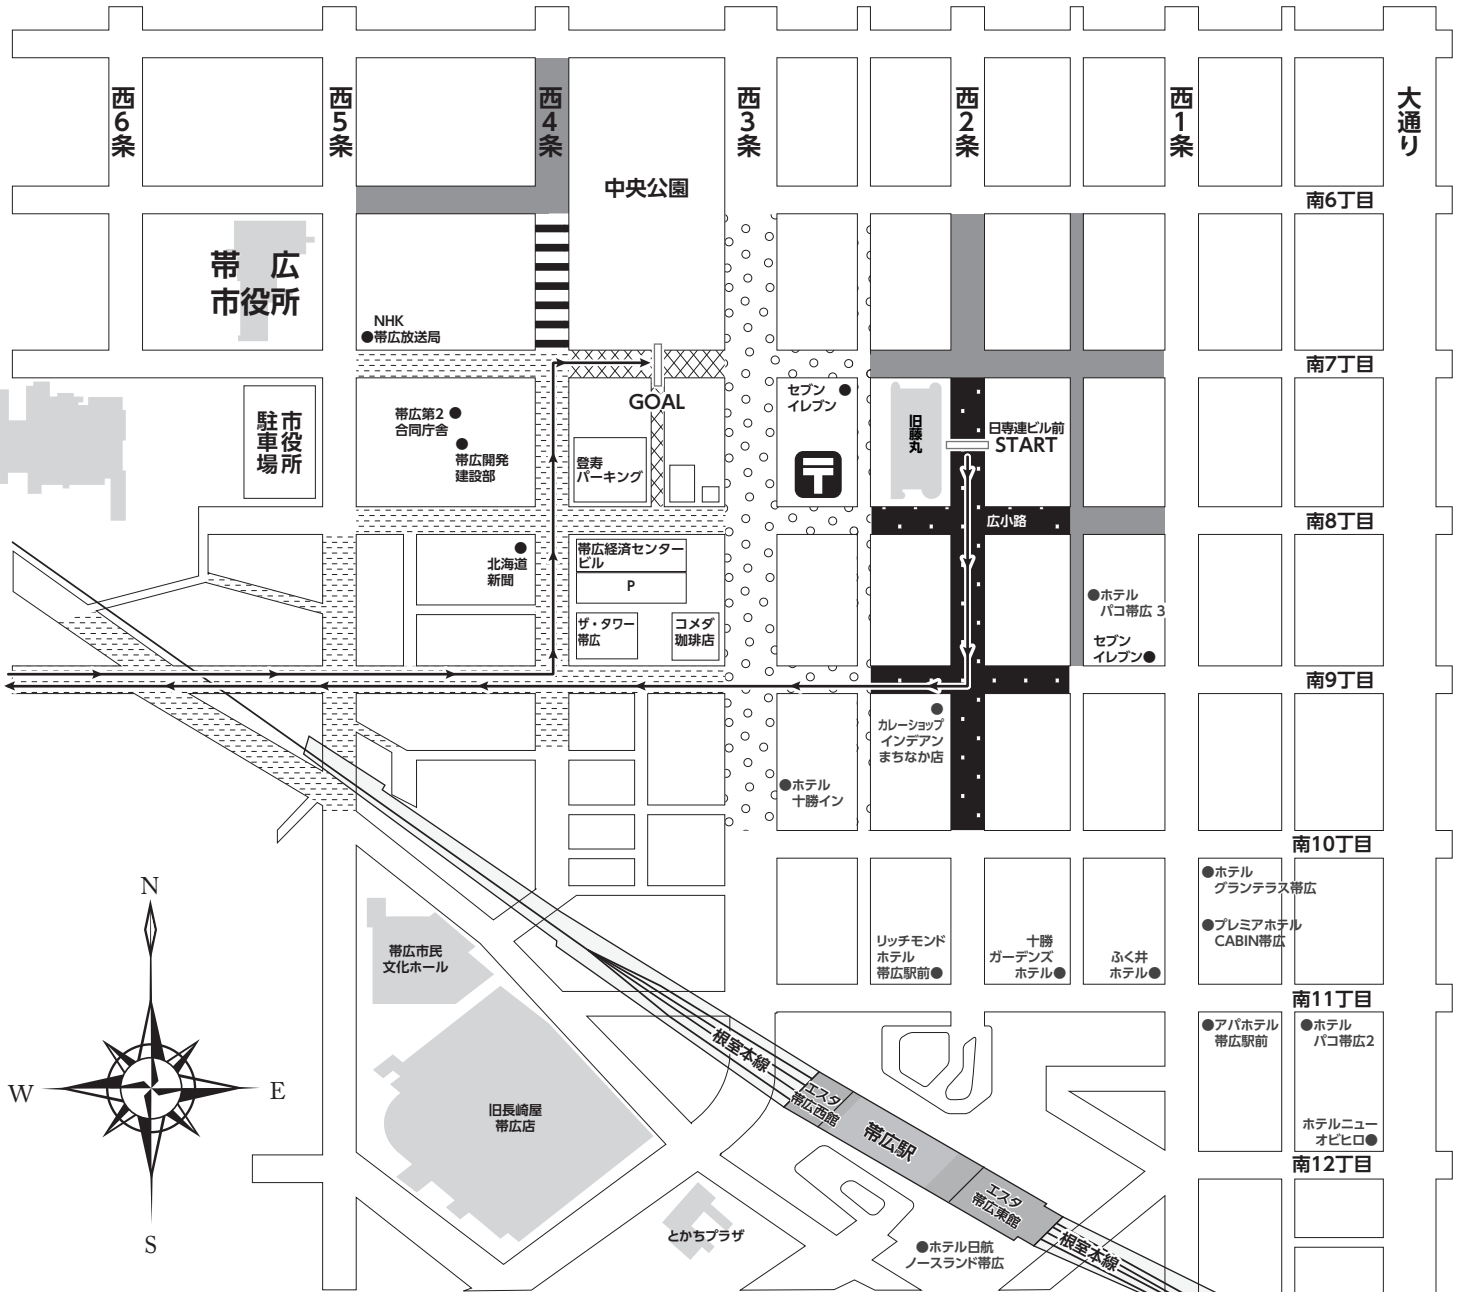 西6条
西5条
西4条
西3条
西2条
西1条
大通り
中央公園
南6丁目
帯 広
市役所
NHK
●帯広放送局
南7丁目
市役所
駐車場
帯広第2
合同庁舎
帯広開発
建設部
GOAL
登寿
パーキング
セブン
イレブン
旧藤丸
日専連ビル前
START
広小路
南8丁目
北海道
新聞
帯広経済センター
ビル
P
ザ・タワー
帯広
コメダ
珈琲店
●ホテル
パコ帯広 3
セブン
イレブン●
南9丁目
カレーショップ
インデアン
まちなか店
●ホテル
十勝イン
南10丁目
●ホテル
グランテラス帯広
●プレミアホテル
CABIN帯広
リッチモンド
ホテル
帯広駅前●
十勝
ガーデンズ
ホテル●
ふく井
ホテル●
帯広市民
文化ホール
南11丁目
●アパホテル
帯広駅前
●ホテル
パコ帯広2
根室本線
エスタ
帯広西館
帯広駅
エスタ
帯広東館
根室本線
旧長崎屋
帯広店
ホテルニュー
オビヒロ●
南12丁目
とかちプラザ
●ホテル日航
ノースランド帯広
N
W
E
S